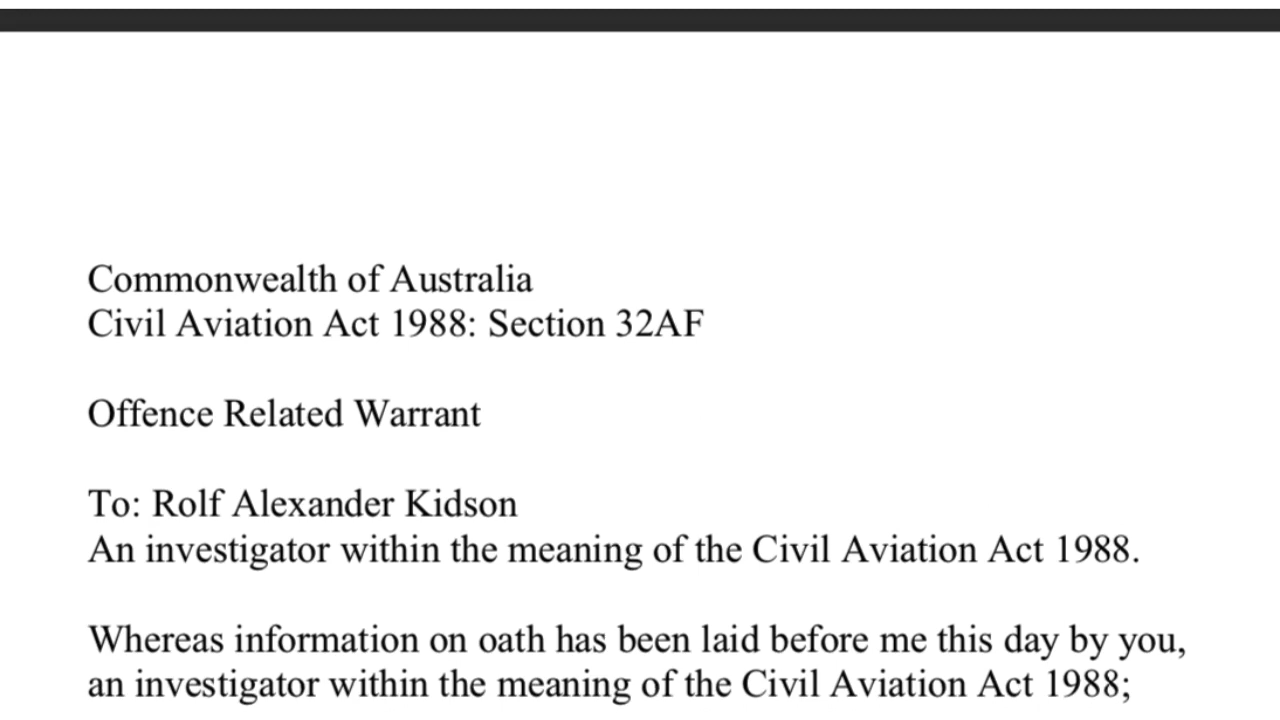 Commonwealth of Australia
Civil Aviation Act 1988: Section 32AF
Offence Related Warrant
To: Rolf Alexander Kidson
An investigator within the meaning of the Civil Aviation Act 1988.
Whereas information on oath has been laid before me this day by you,
an investigator within the meaning of the Civil Aviation Act 1988;